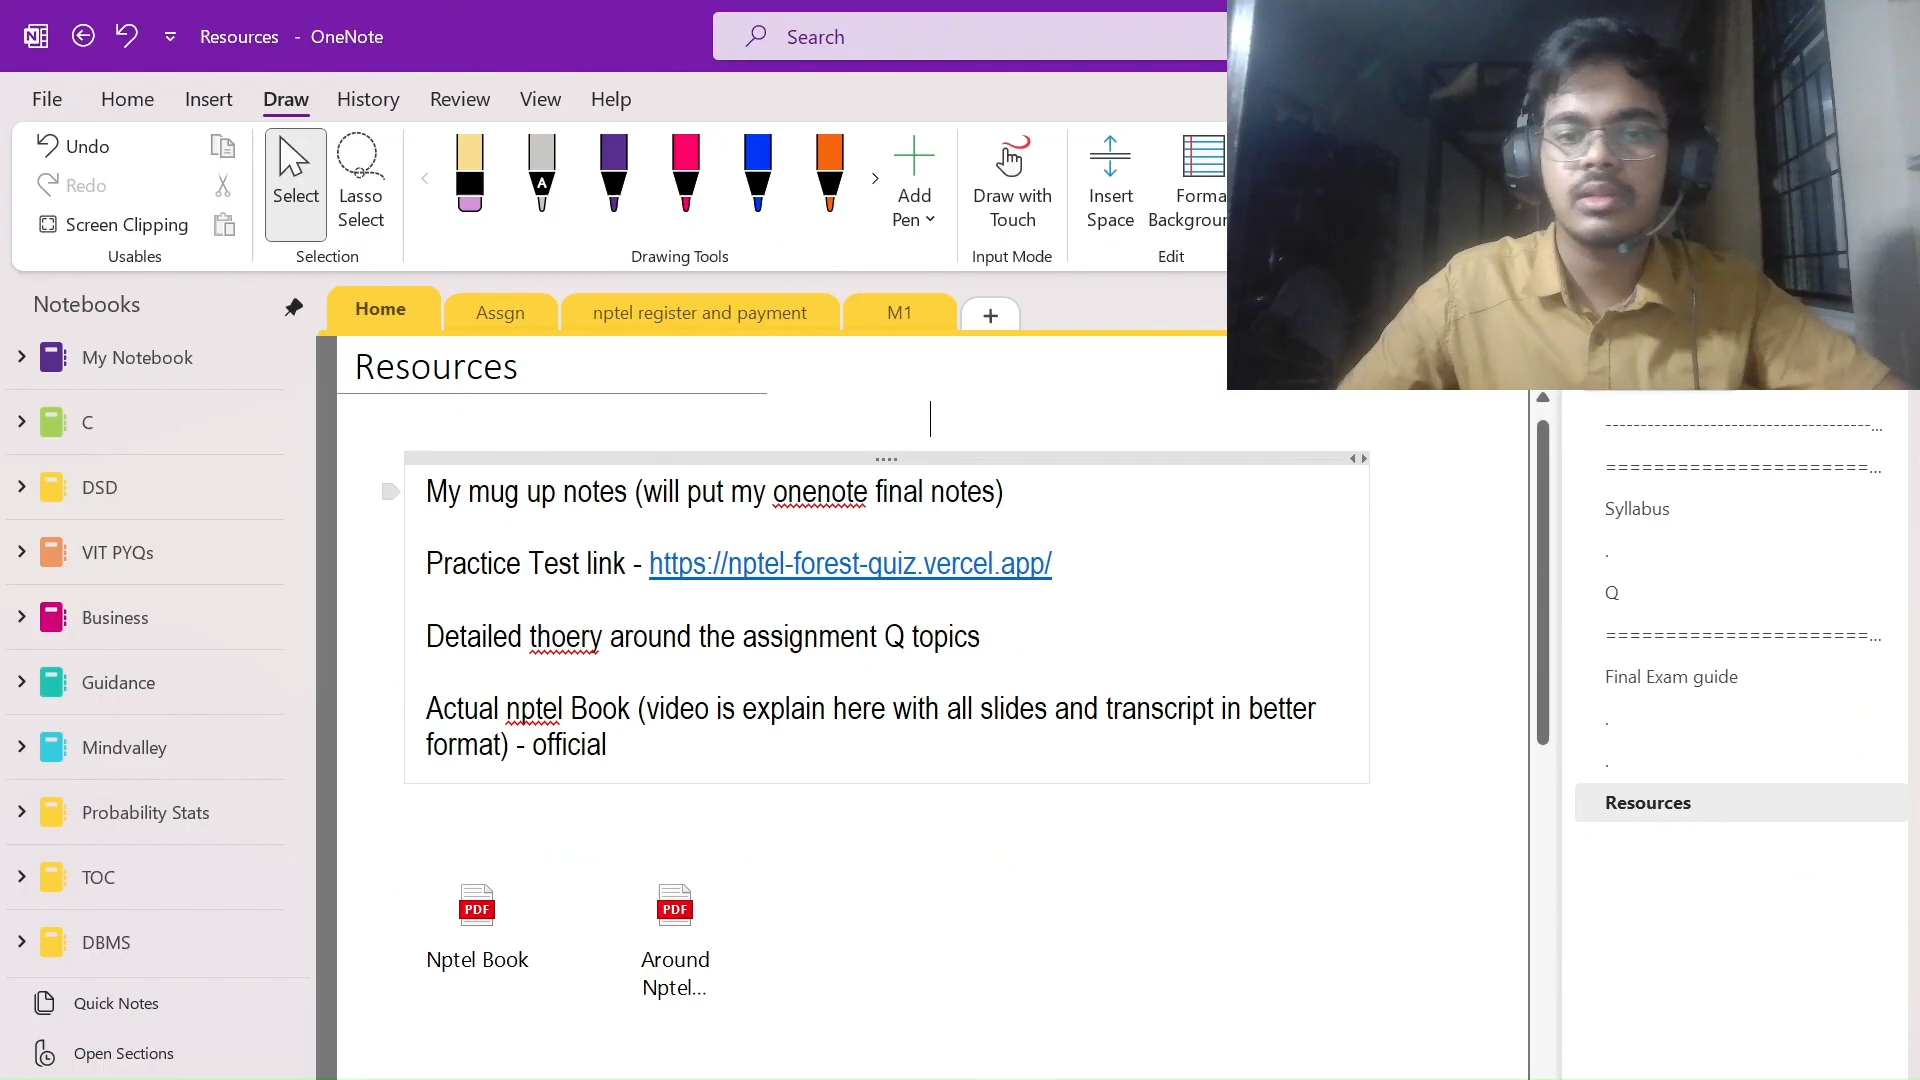 Resources - OneNote
Search
File Home Insert Draw History Review View Help
Undo
Redo
Screen Clipping
Usables
Select
Lasso
Select
Selection
A
Drawing Tools
Add
Pen
Draw with
Touch
Input Mode
Insert
Space
Forma
Backgroun
Edit
Notebooks
Home Assgn nptel register and payment M1 +
My Notebook
C
DSD
VIT PYQs
Business
Guidance
Mindvalley
Probability Stats
TOC
DBMS
Quick Notes
Open Sections
Resources
My mug up notes (will put my onenote final notes)
Practice Test link - https://nptel-forest-quiz.vercel.app/
Detailed thoery around the assignment Q topics
Actual nptel Book (video is explain here with all slides and transcript in better
format) - official
PDF
Nptel Book
PDF
Around
Nptel...
------------------------------------...
======================...
Syllabus
.
Q
======================...
Final Exam guide
.
.
Resources